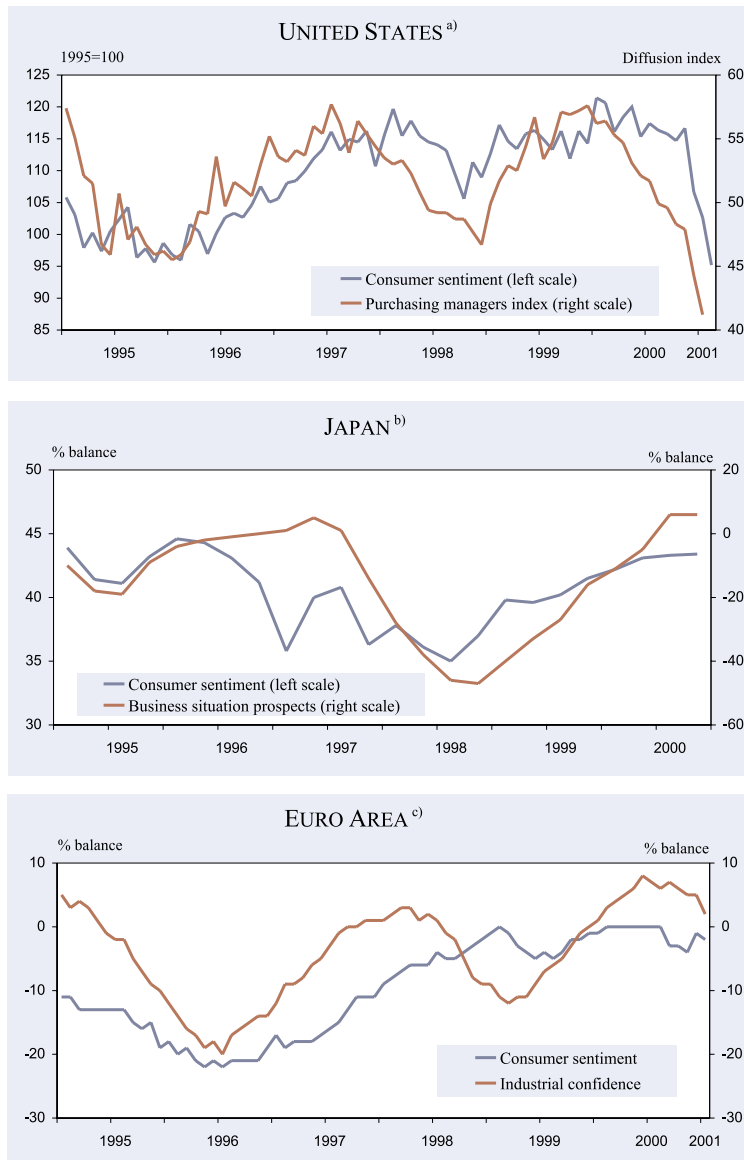 UNITED STATES a)
1995=100 Diffusion index
125 60
120
115 55
110
105 50
100
95 45
90
85 40
Consumer sentiment (left scale)
Purchasing managers index (right scale)
1995 1996 1997 1998 1999 2000 2001
JAPAN b)
% balance % balance
50 20
45 0
40 -20
35 -40
30 -60
Consumer sentiment (left scale)
Business situation prospects (right scale)
1995 1996 1997 1998 1999 2000
EURO AREA c)
% balance % balance
10 10
0 0
-10 -10
-20 -20
-30 -30
Consumer sentiment
Industrial confidence
1995 1996 1997 1998 1999 2000 2001